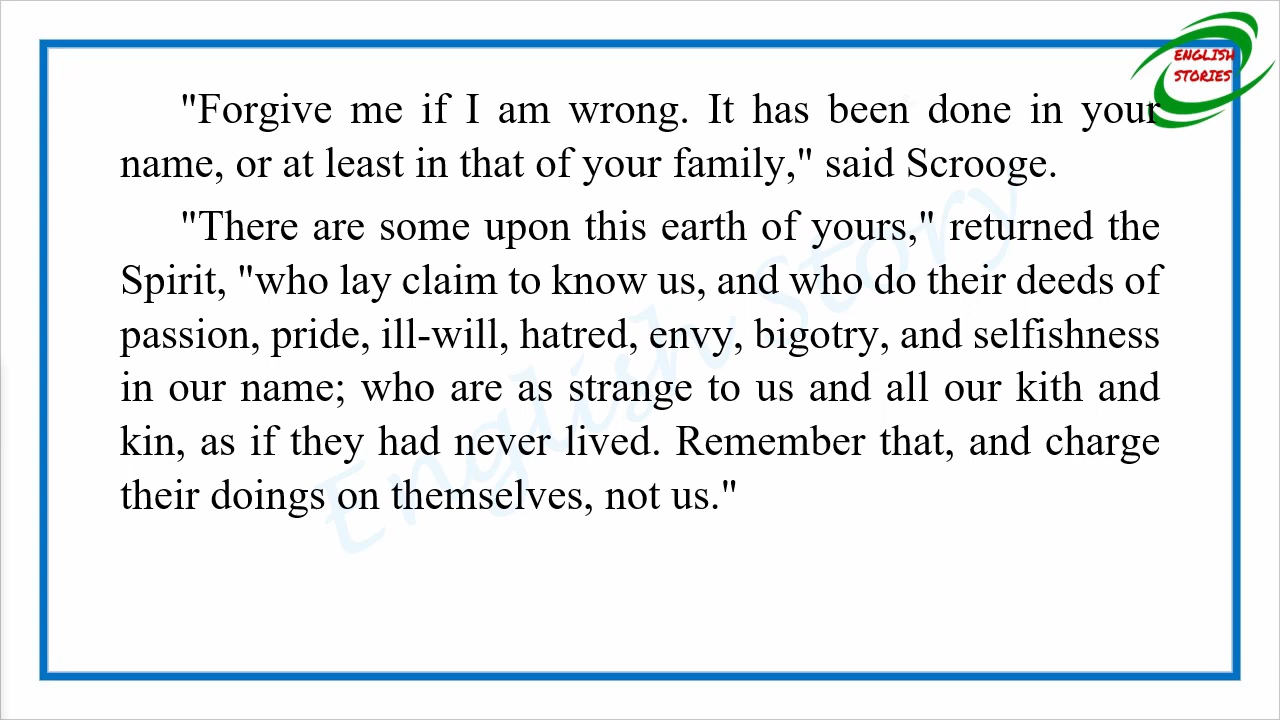 ENGLISH
STORIES
"Forgive me if I am wrong. It has been done in your
name, or at least in that of your family," said Scrooge.
"There are some upon this earth of yours," returned the
Spirit, "who lay claim to know us, and who do their deeds of
passion, pride, ill-will, hatred, envy, bigotry, and selfishness
in our name; who are as strange to us and all our kith and
kin, as if they had never lived. Remember that, and charge
their doings on themselves, not us."
English Story